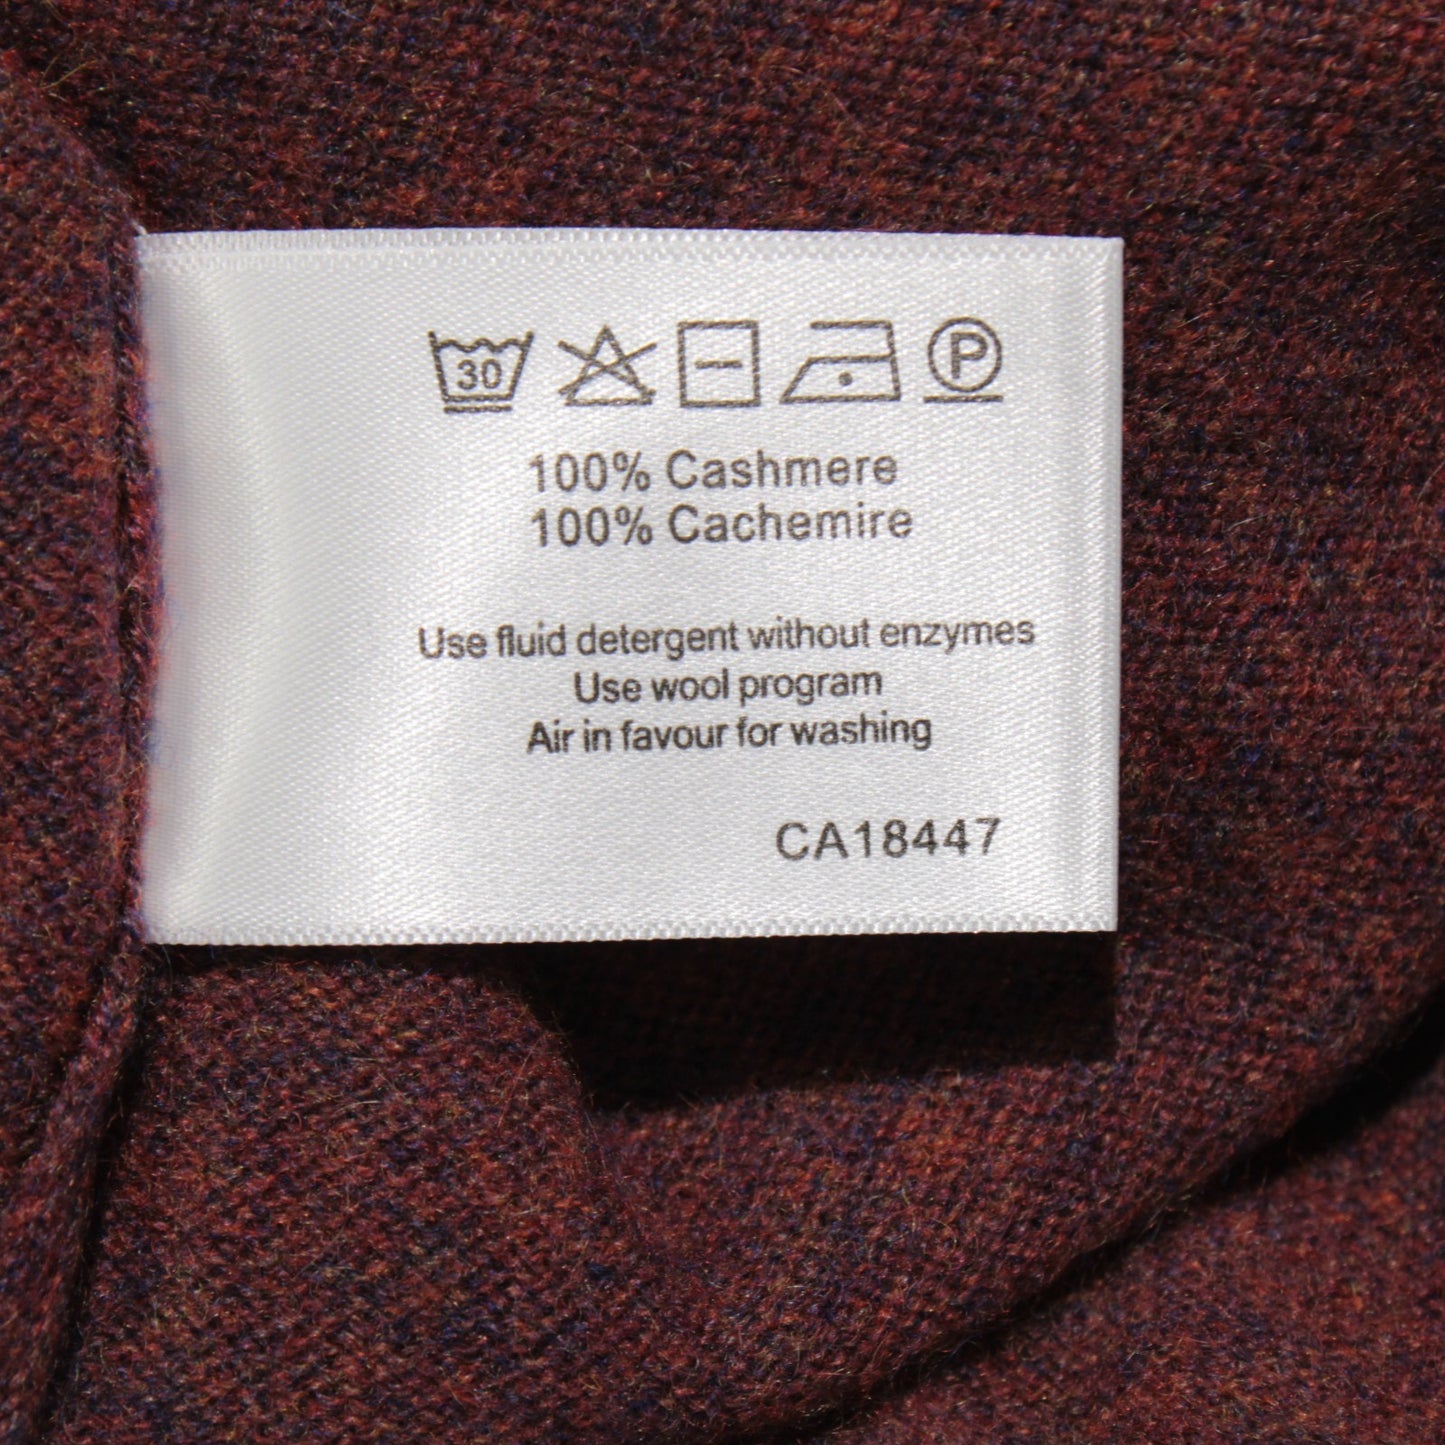 30 P
100% Cashmere
100% Cachemire
Use fluid detergent without enzymes
Use wool program
Air in favour for washing
CA18447